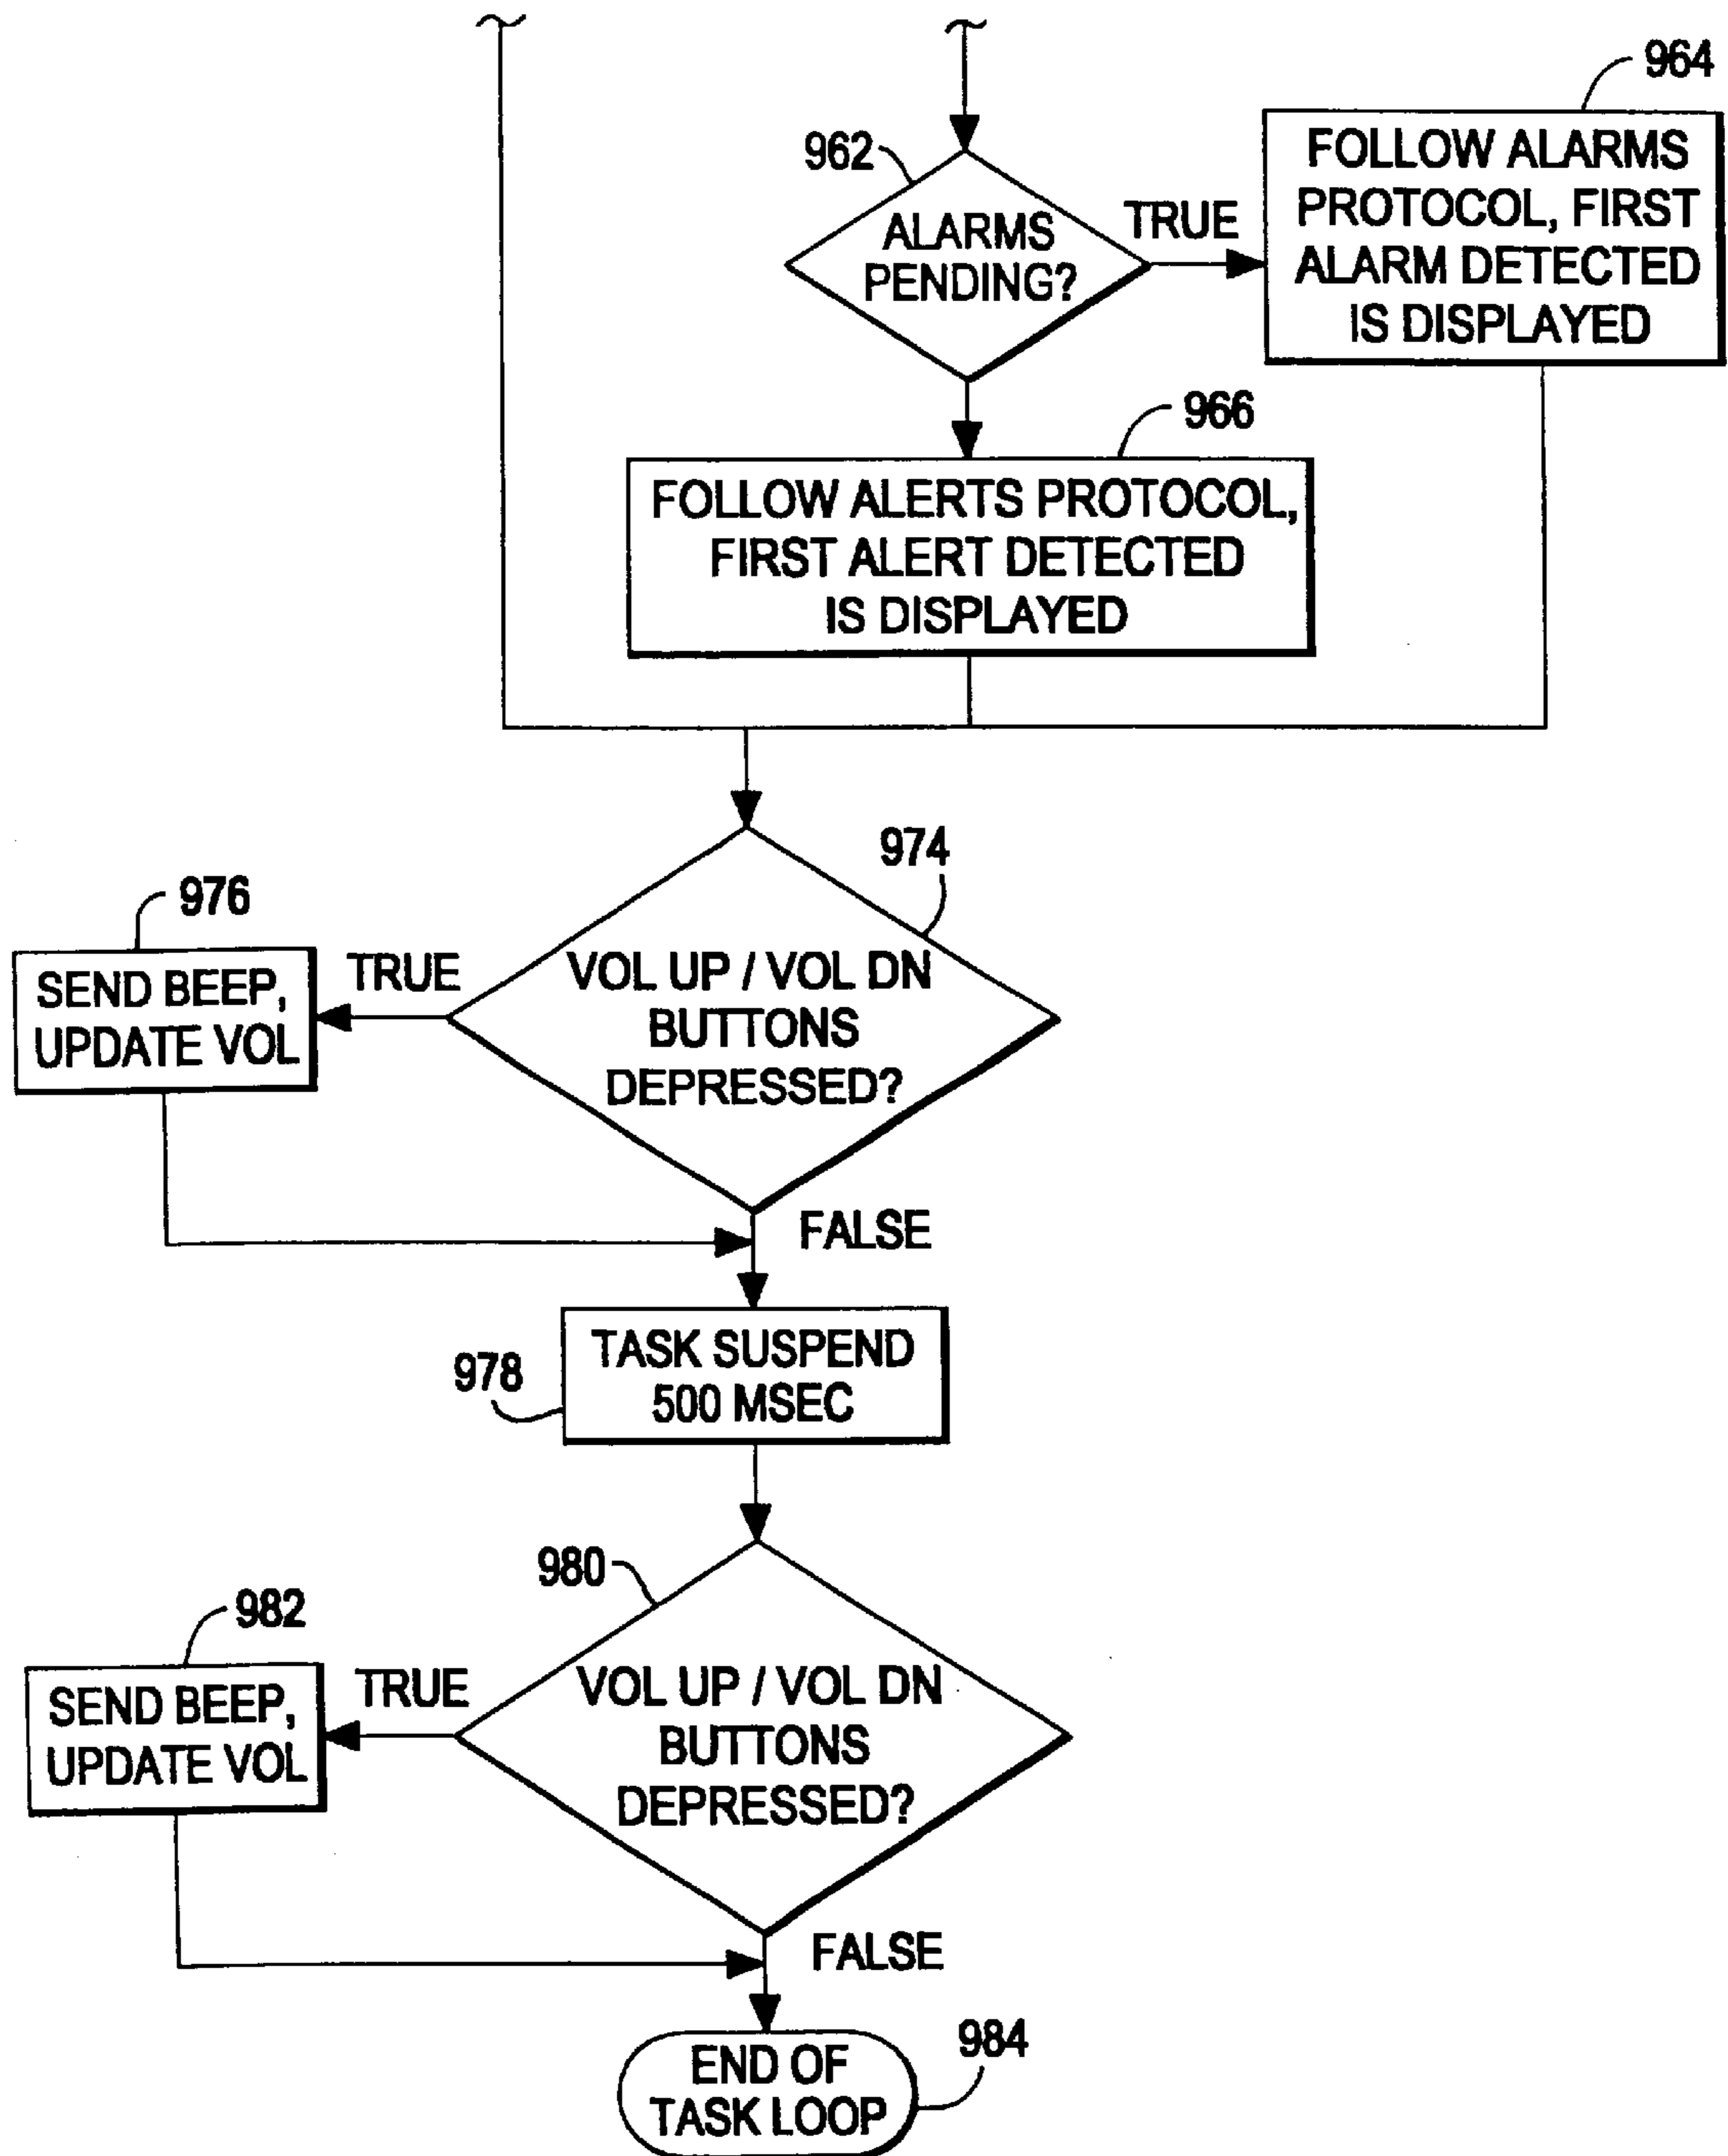 964
FOLLOW ALARMS
PROTOCOL, FIRST
ALARM DETECTED
IS DISPLAYED
962
ALARMS
PENDING?
TRUE
966
FOLLOW ALERTS PROTOCOL,
FIRST ALERT DETECTED
IS DISPLAYED
974
VOL UP / VOL DN
BUTTONS
DEPRESSED?
TRUE
976
SEND BEEP,
UPDATE VOL
FALSE
978
TASK SUSPEND
500 MSEC
980
VOL UP / VOL DN
BUTTONS
DEPRESSED?
TRUE
982
SEND BEEP,
UPDATE VOL
FALSE
984
END OF
TASK LOOP